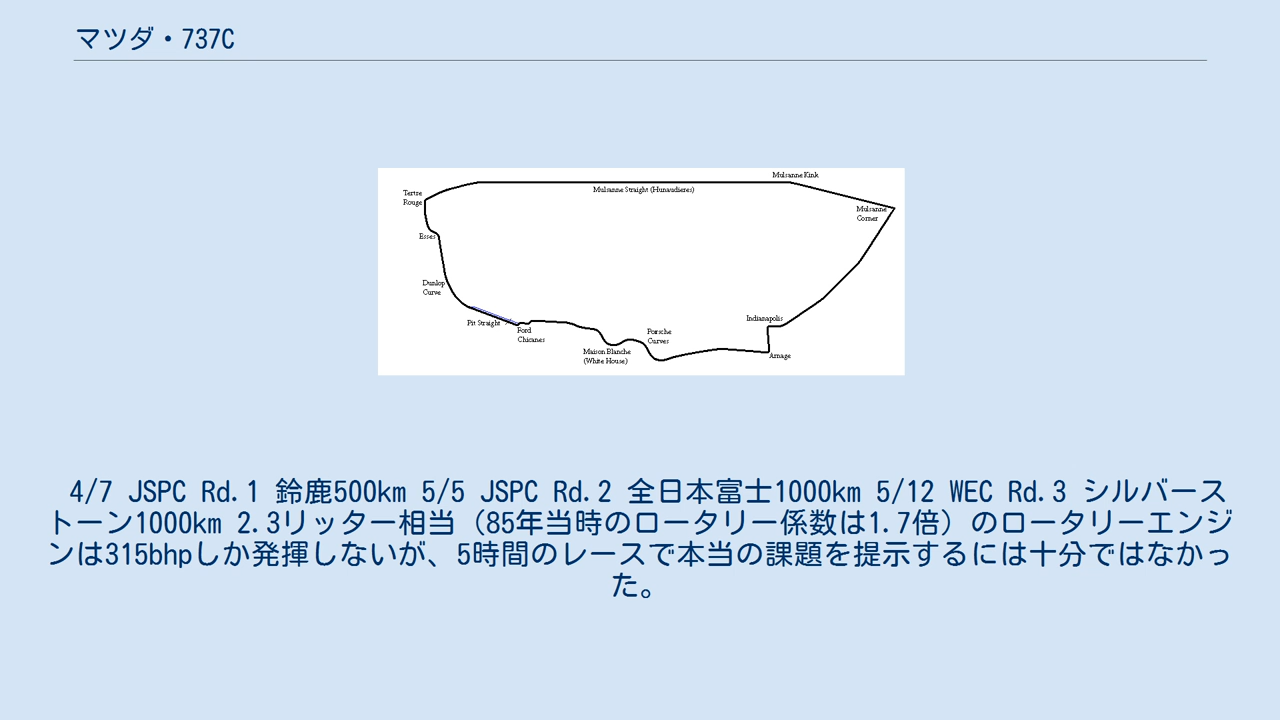 マツダ・737C
Mulsanne Kink
Mulsanne Straight (Hunaudieres)
Tertre
Rouge
Mulsanne
Corner
Esses
Dunlop
Curve
Pit Straight
Ford
Chicanes
Indianapolis
Porsche
Curves
Maison Blanche
(White House)
Arnage
4/7 JSPC Rd.1 鈴鹿500km 5/5 JSPC Rd.2 全日本富士1000km 5/12 WEC Rd.3 シルバース
トーン1000km 2.3リッター相当（85年当時のロータリー係数は1.7倍）のロータリーエンジ
ンは315bhpしか発揮しないが、5時間のレースで本当の課題を提示するには十分ではなかっ
た。